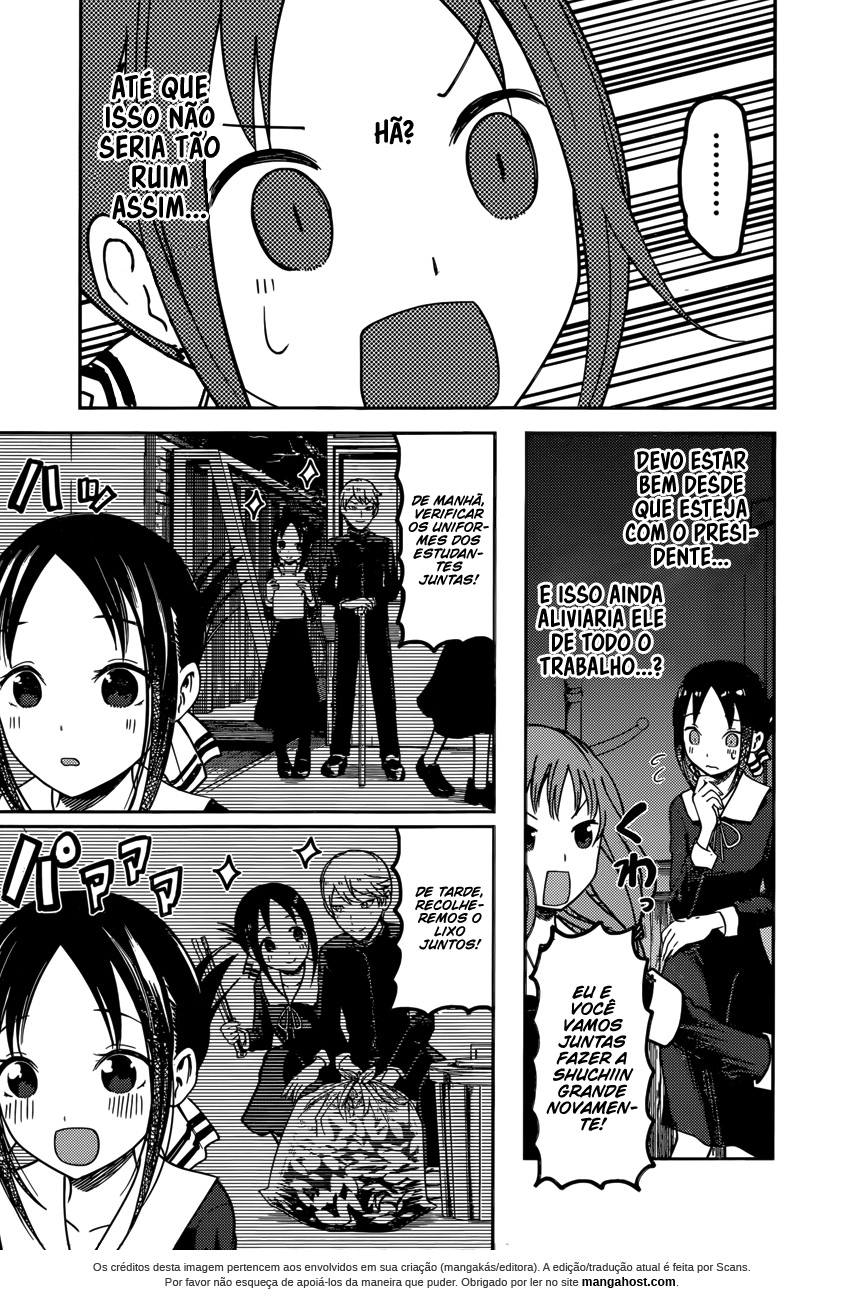 ………
HÃ?
ATÉ QUE
ISSO NÃO
SERIA TÃO
RUIM
ASSIM...
DEVO ESTAR
BEM DESDE
QUE ESTEJA
COM O PRESI-
DENTE...
E ISSO AINDA
ALIVIARIA ELE
DE TODO O
TRABALHO...?
くわっ
EU E
VOCÊ
VAMOS
JUNTAS
FAZER A
SHUCHIIN
GRANDE
NOVAMEN-
TE!
DE MANHÃ,
VERIFICAR
OS UNIFOR-
MES DOS
ESTUDAN-
TES
JUNTAS!
パッ
DE TARDE,
RECOLHE-
REMOS O
LIXO
JUNTOS!
パァァァ
Os créditos desta imagem pertencem aos envolvidos em sua criação (mangakás/editora). A edição/tradução atual é feita por Scans.
Por favor não esqueça de apoiá-los da maneira que puder. Obrigado por ler no site mangahost.com.